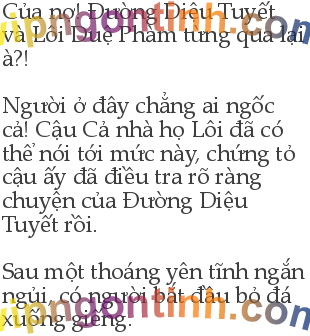 Của nợ! Đường Diệu Tuyết
và Lôi Duệ Phàm từng qua lại
à?!
Người ở đây chẳng ai ngốc
cả! Cậu Cả nhà họ Lôi đã có
thể nói tới mức này, chứng tỏ
cậu ấy đã điều tra rõ ràng
chuyện của Đường Diệu
Tuyết rồi.
Sau một thoáng yên tĩnh ngắn
ngủi, có người bắt đầu bỏ đá
xuống giếng.
vipngontinh.com
vipngontinh.com